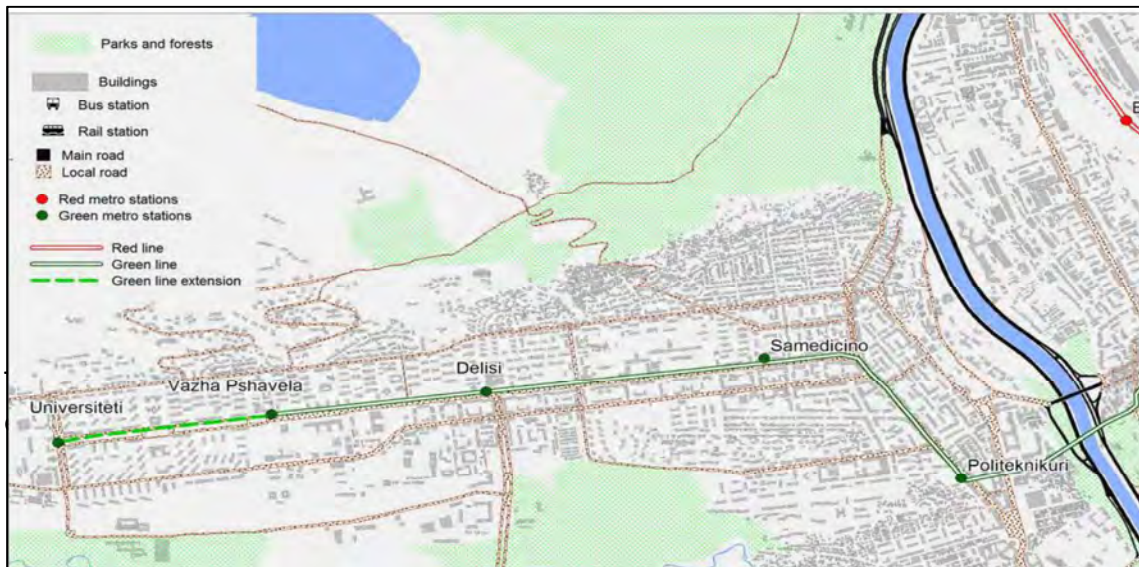 Parks and forests
Buildings
Bus station
Rail station
Main road
Local road
Red metro stations
Green metro stations
Red line
Green line
Green line extension
Universiteti
Vazha Pshavela
Delisi
Samedicino
Politeknikuri